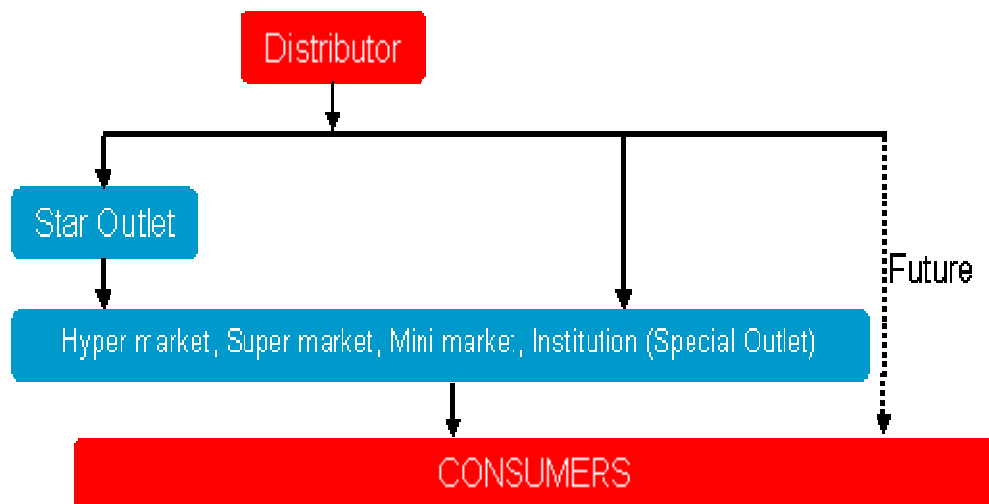 Distributor
Star Outlet
Future
Hyper market, Super market, Mini market, Institution (Special Outlet)
CONSUMERS